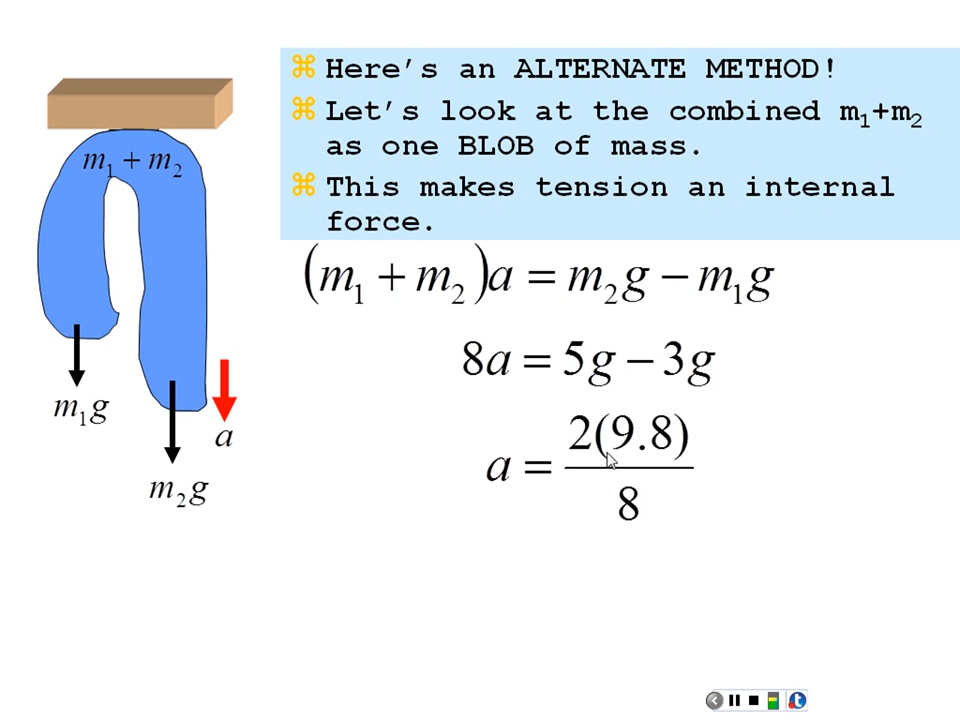 Here's an ALTERNATE METHOD!
Let's look at the combined m₁+m₂
as one BLOB of mass.
This makes tension an internal
force.
m₁ + m₂
(m₁ + m₂)a = m₂g − m₁g
8a = 5g − 3g
a = 2(9.8)
8
m₁g
a
m₂g